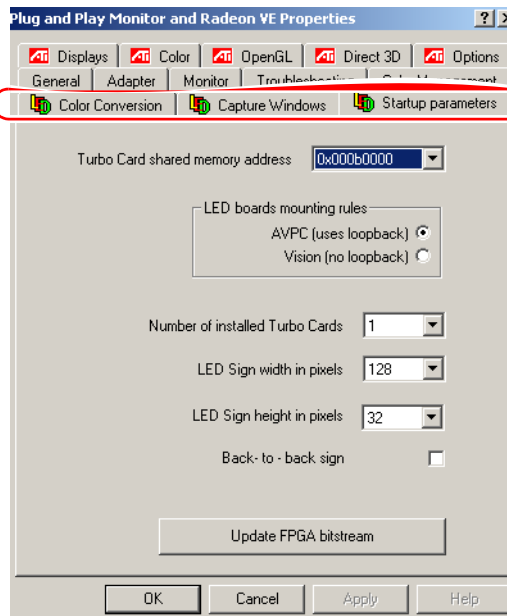 Plug and Play Monitor and Radeon VE Properties
Displays Color OpenGL Direct 3D Options
General Adapter Monitor Troubleshooting Color Management
Color Conversion Capture Windows Startup parameters
Turbo Card shared memory address 0x000b0000
LED boards mounting rules
AVPC (uses loopback)
Vision (no loopback)
Number of installed Turbo Cards 1
LED Sign width in pixels 128
LED Sign height in pixels 32
Back- to - back sign
Update FPGA bitstream
OK Cancel Apply Help